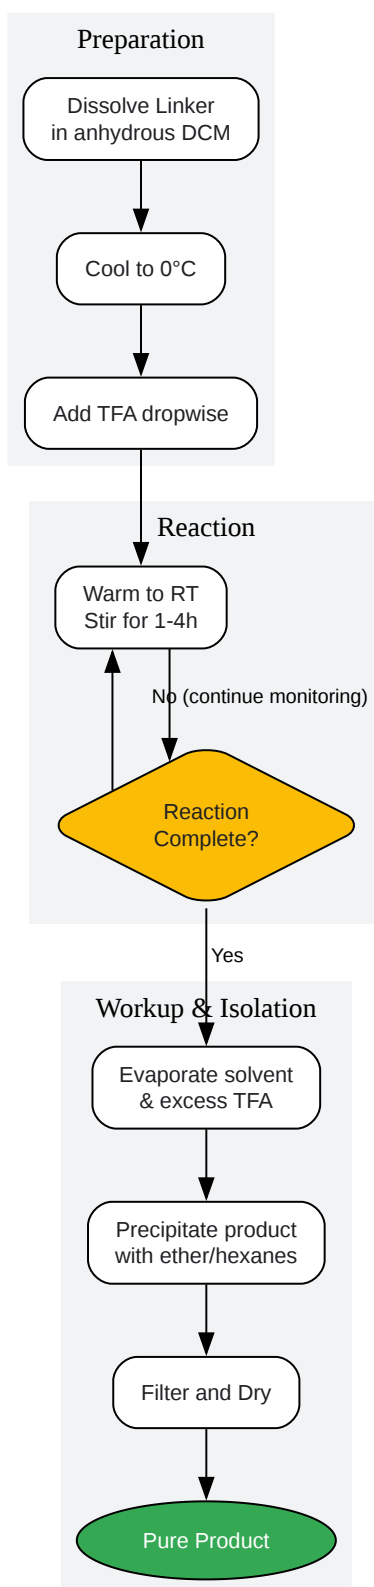 Preparation
Dissolve Linker
in anhydrous DCM
Cool to 0°C
Add TFA dropwise
Reaction
Warm to RT
Stir for 1-4h
No (continue monitoring)
Reaction
Complete?
Yes
Workup & Isolation
Evaporate solvent
& excess TFA
Precipitate product
with ether/hexanes
Filter and Dry
Pure Product